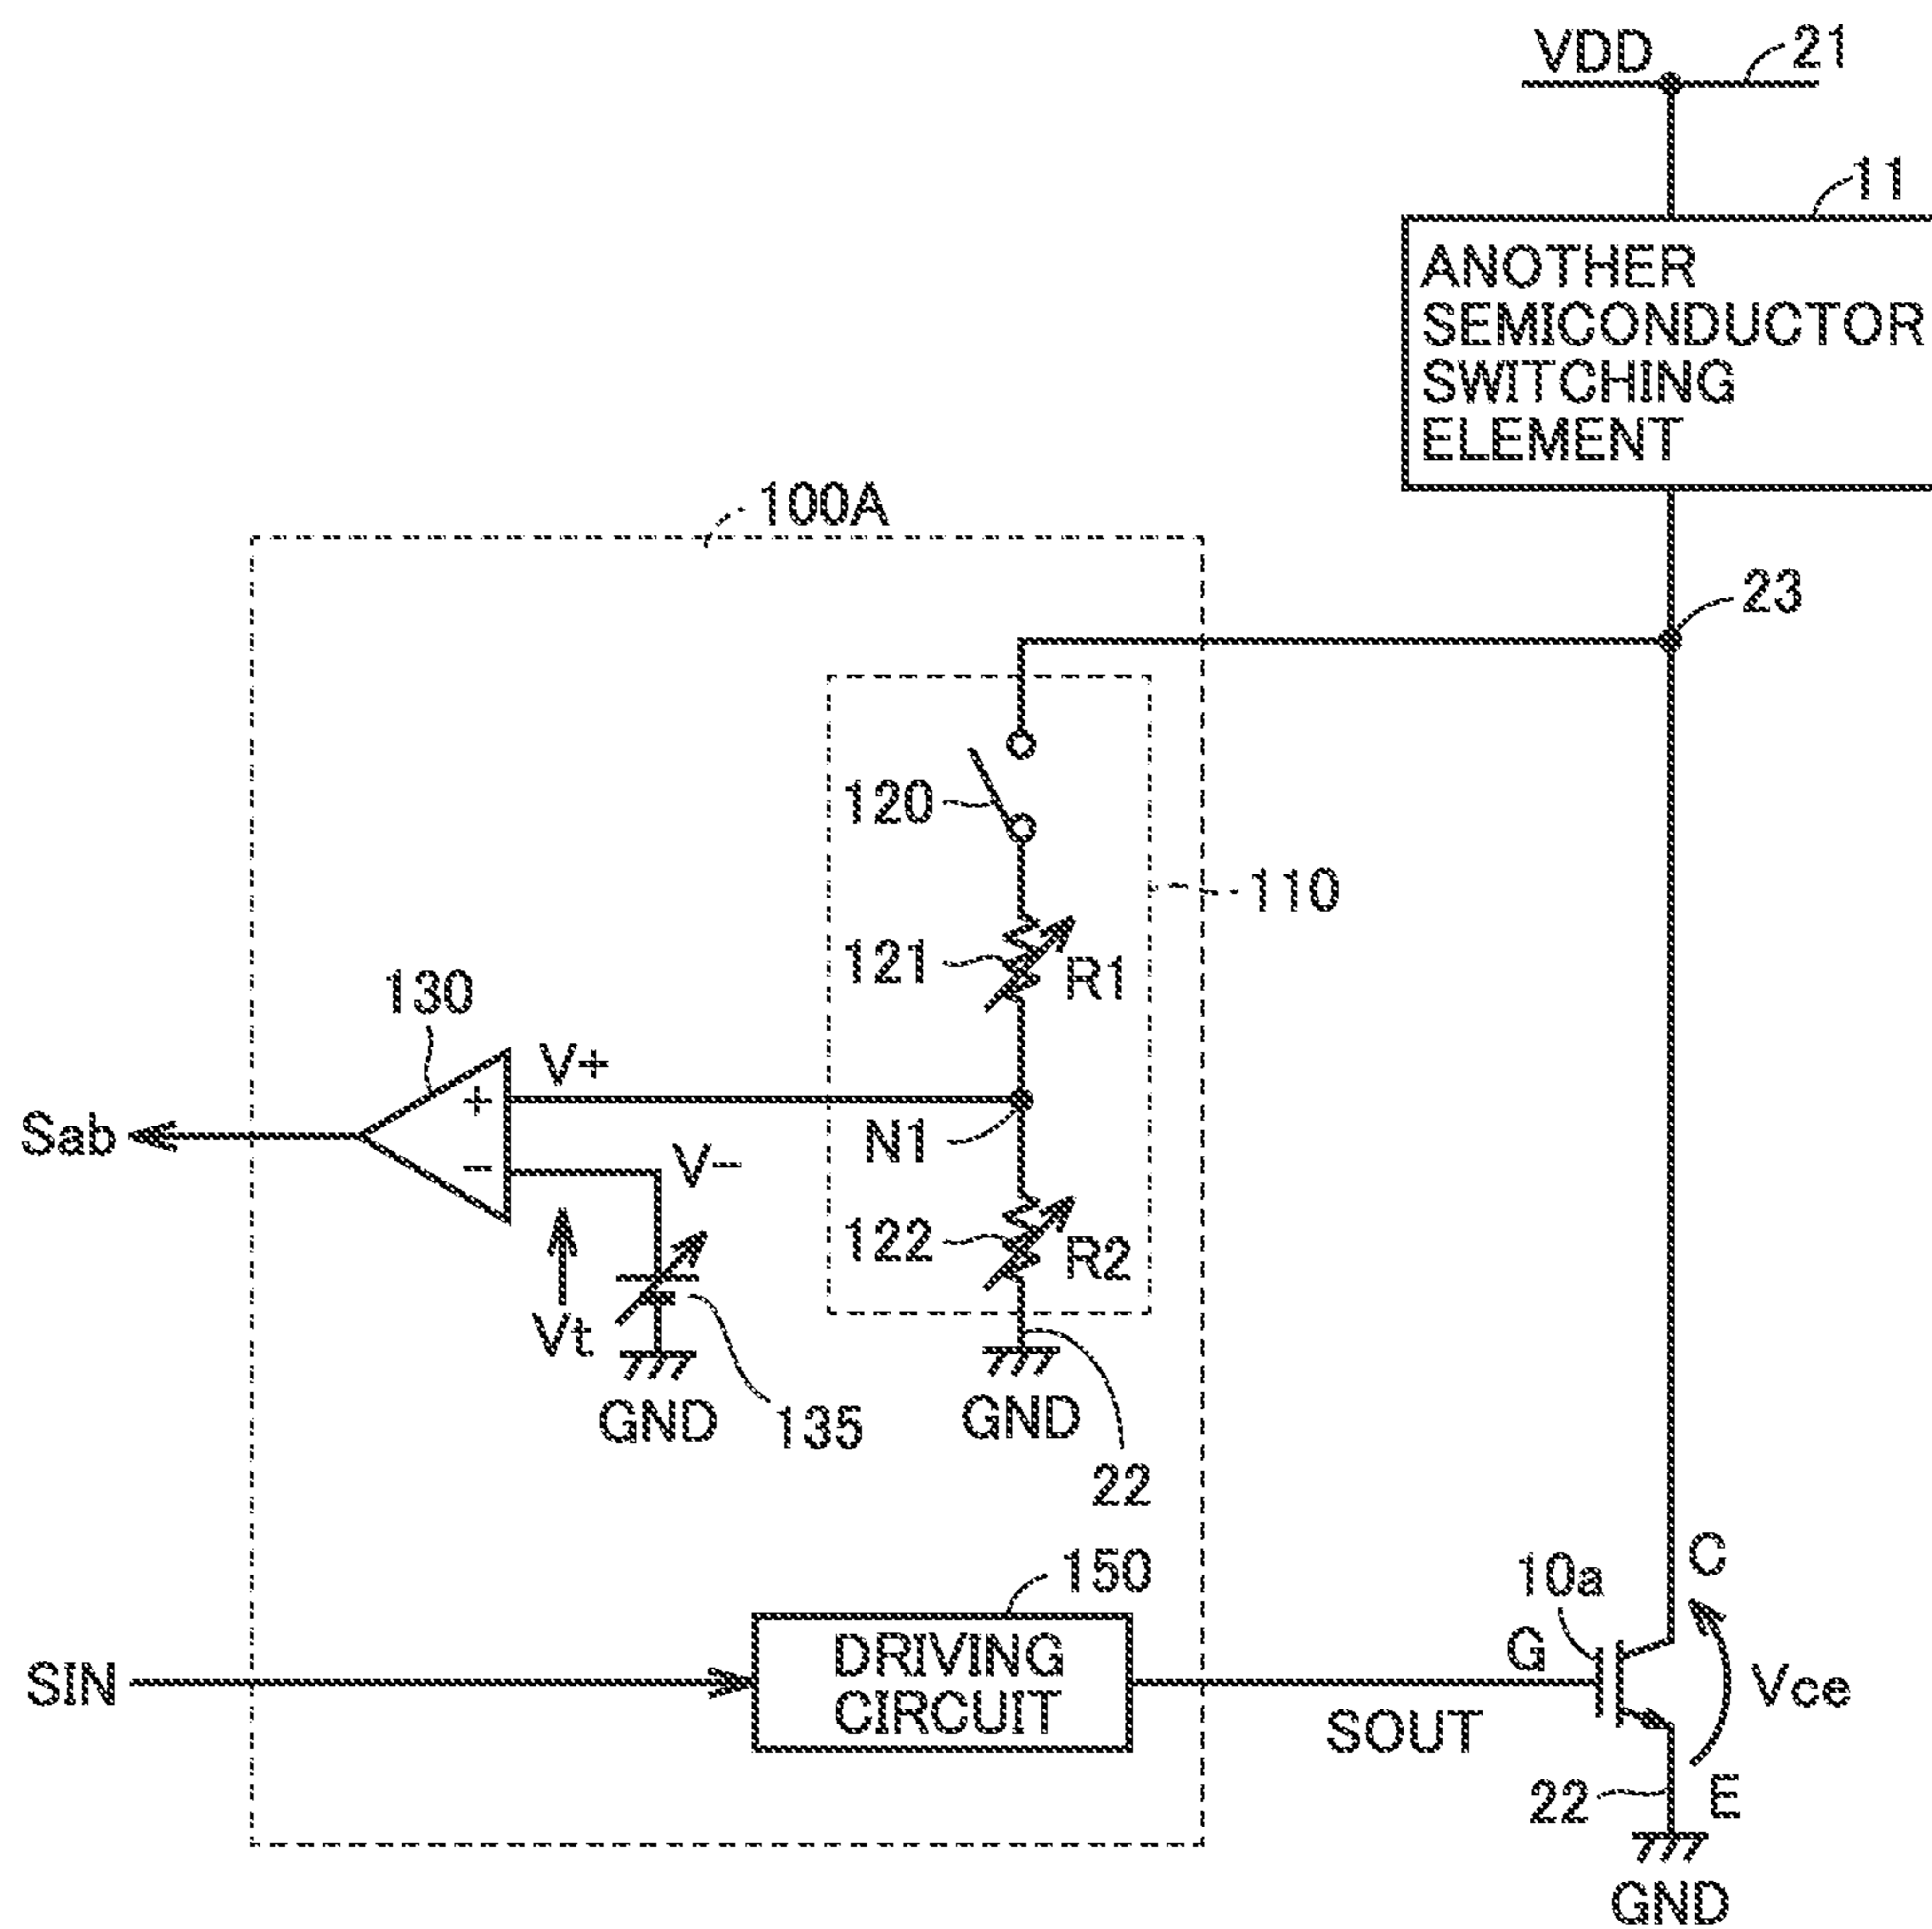 VDD
21
11
ANOTHER
SEMICONDUCTOR
SWITCHING
ELEMENT
100A
23
120
110
121
R1
130
V+
+
Sab
N1
−
V−
122
R2
Vt
GND
135
GND
22
150
C
10a
DRIVING
CIRCUIT
G
SIN
Vce
SOUT
22
E
GND